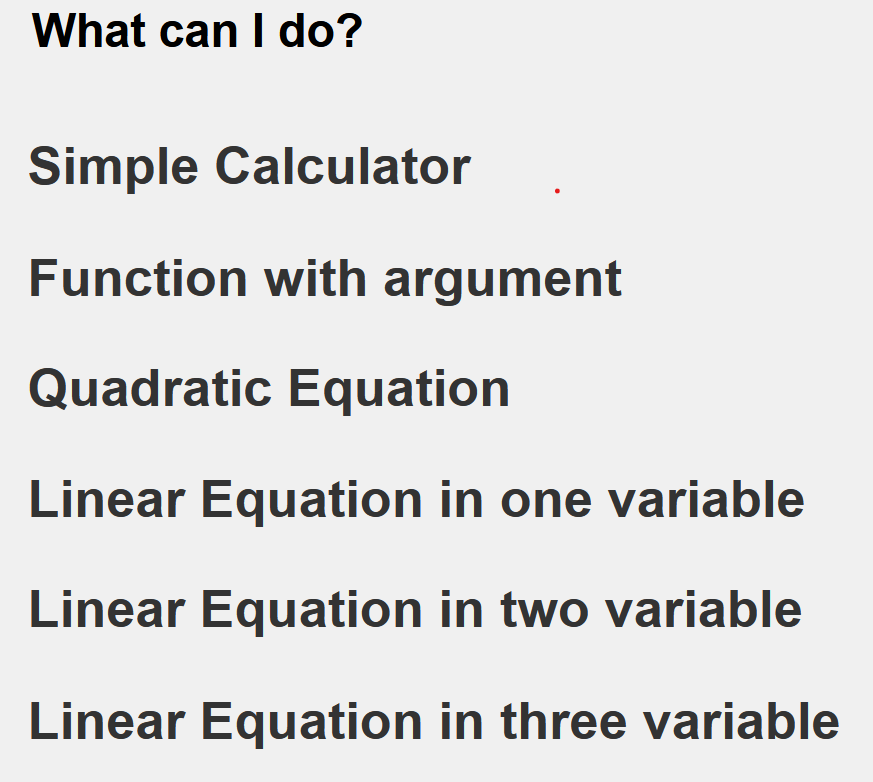 What can I do?
Simple Calculator
Function with argument
Quadratic Equation
Linear Equation in one variable
Linear Equation in two variable
Linear Equation in three variable